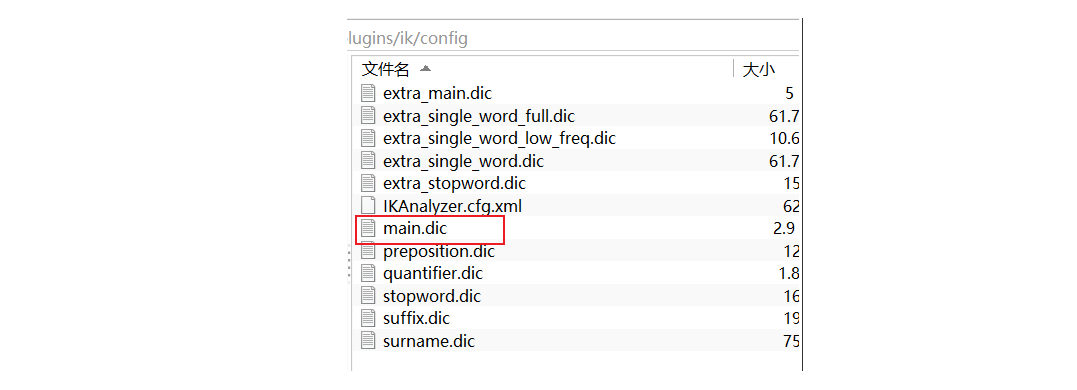 lugins/ik/config
文件名 大小
extra_main.dic 5
extra_single_word_full.dic 61.7
extra_single_word_low_freq.dic 10.6
extra_single_word.dic 61.7
extra_stopword.dic 15
IKAnalyzer.cfg.xml 62
main.dic 2.9
preposition.dic 12
quantifier.dic 1.8
stopword.dic 16
suffix.dic 19
surname.dic 75